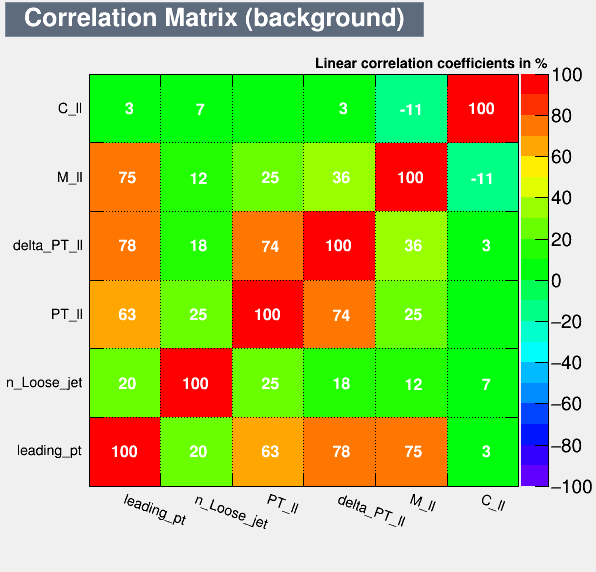 Correlation Matrix (background)
Linear correlation coefficients in %
C_ll 3 7 3 -11 100
M_ll 75 12 25 36 100 -11
delta_PT_ll 78 18 74 100 36 3
PT_ll 63 25 100 74 25
n_Loose_jet 20 100 25 18 12 7
leading_pt 100 20 63 78 75 3
leading_pt n_Loose_jet PT_ll delta_PT_ll M_ll C_ll
100
80
60
40
20
0
−20
−40
−60
−80
−100